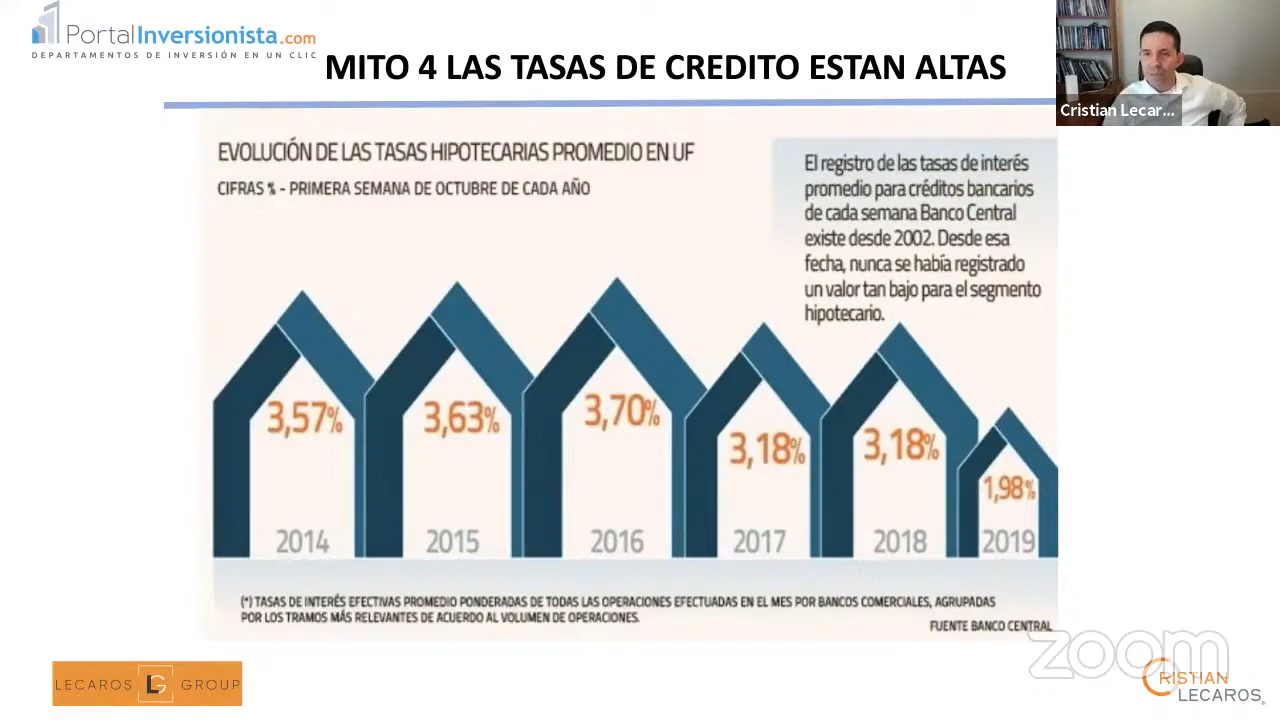 PortalInversionista.com
DEPARTAMENTOS DE INVERSIÓN EN UN CLIC
MITO 4 LAS TASAS DE CREDITO ESTAN ALTAS
Cristian Lecar...
EVOLUCIÓN DE LAS TASAS HIPOTECARIAS PROMEDIO EN UF
CIFRAS % - PRIMERA SEMANA DE OCTUBRE DE CADA AÑO
El registro de las tasas de interés
promedio para créditos bancarios
de cada semana Banco Central
existe desde 2002. Desde esa
fecha, nunca se había registrado
un valor tan bajo para el segmento
hipotecario.
3,57% 3,63% 3,70% 3,18% 3,18% 1,98%
2014 2015 2016 2017 2018 2019
(*) TASAS DE INTERÉS EFECTIVAS PROMEDIO PONDERADAS DE TODAS LAS OPERACIONES EFECTUADAS EN EL MES POR BANCOS COMERCIALES, AGRUPADAS
POR LOS TRAMOS MÁS RELEVANTES DE ACUERDO AL VOLUMEN DE OPERACIONES.
FUENTE BANCO CENTRAL
zoom
LECAROS LG GROUP
CRISTIAN
LECAROS®